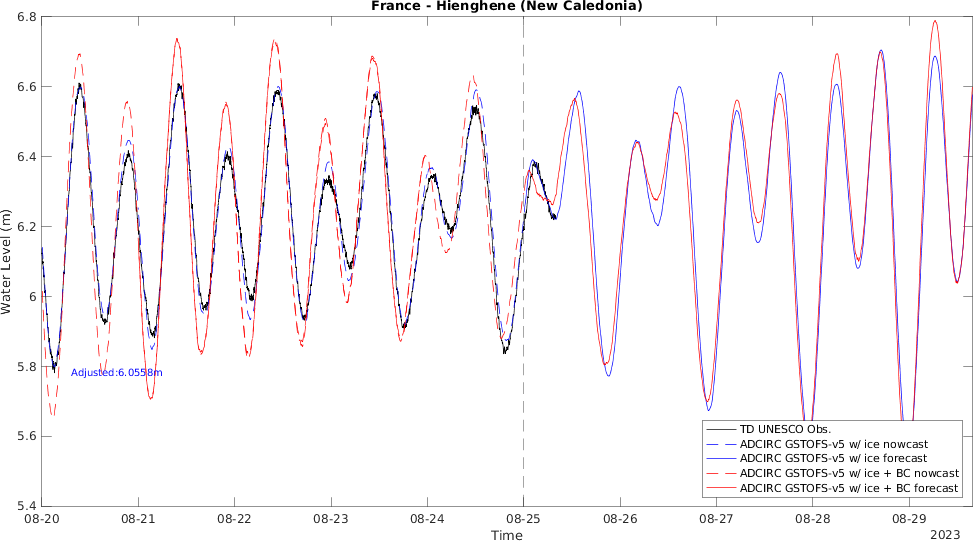 France - Hienghene (New Caledonia)
6.8
6.6
6.4
6.2
6
5.8
5.6
5.4
Water Level (m)
Adjusted:6.0558m
TD UNESCO Obs.
ADCIRC GSTOFS-v5 w/ ice nowcast
ADCIRC GSTOFS-v5 w/ ice forecast
ADCIRC GSTOFS-v5 w/ ice + BC nowcast
ADCIRC GSTOFS-v5 w/ ice + BC forecast
08-20 08-21 08-22 08-23 08-24 08-25 08-26 08-27 08-28 08-29
Time
2023